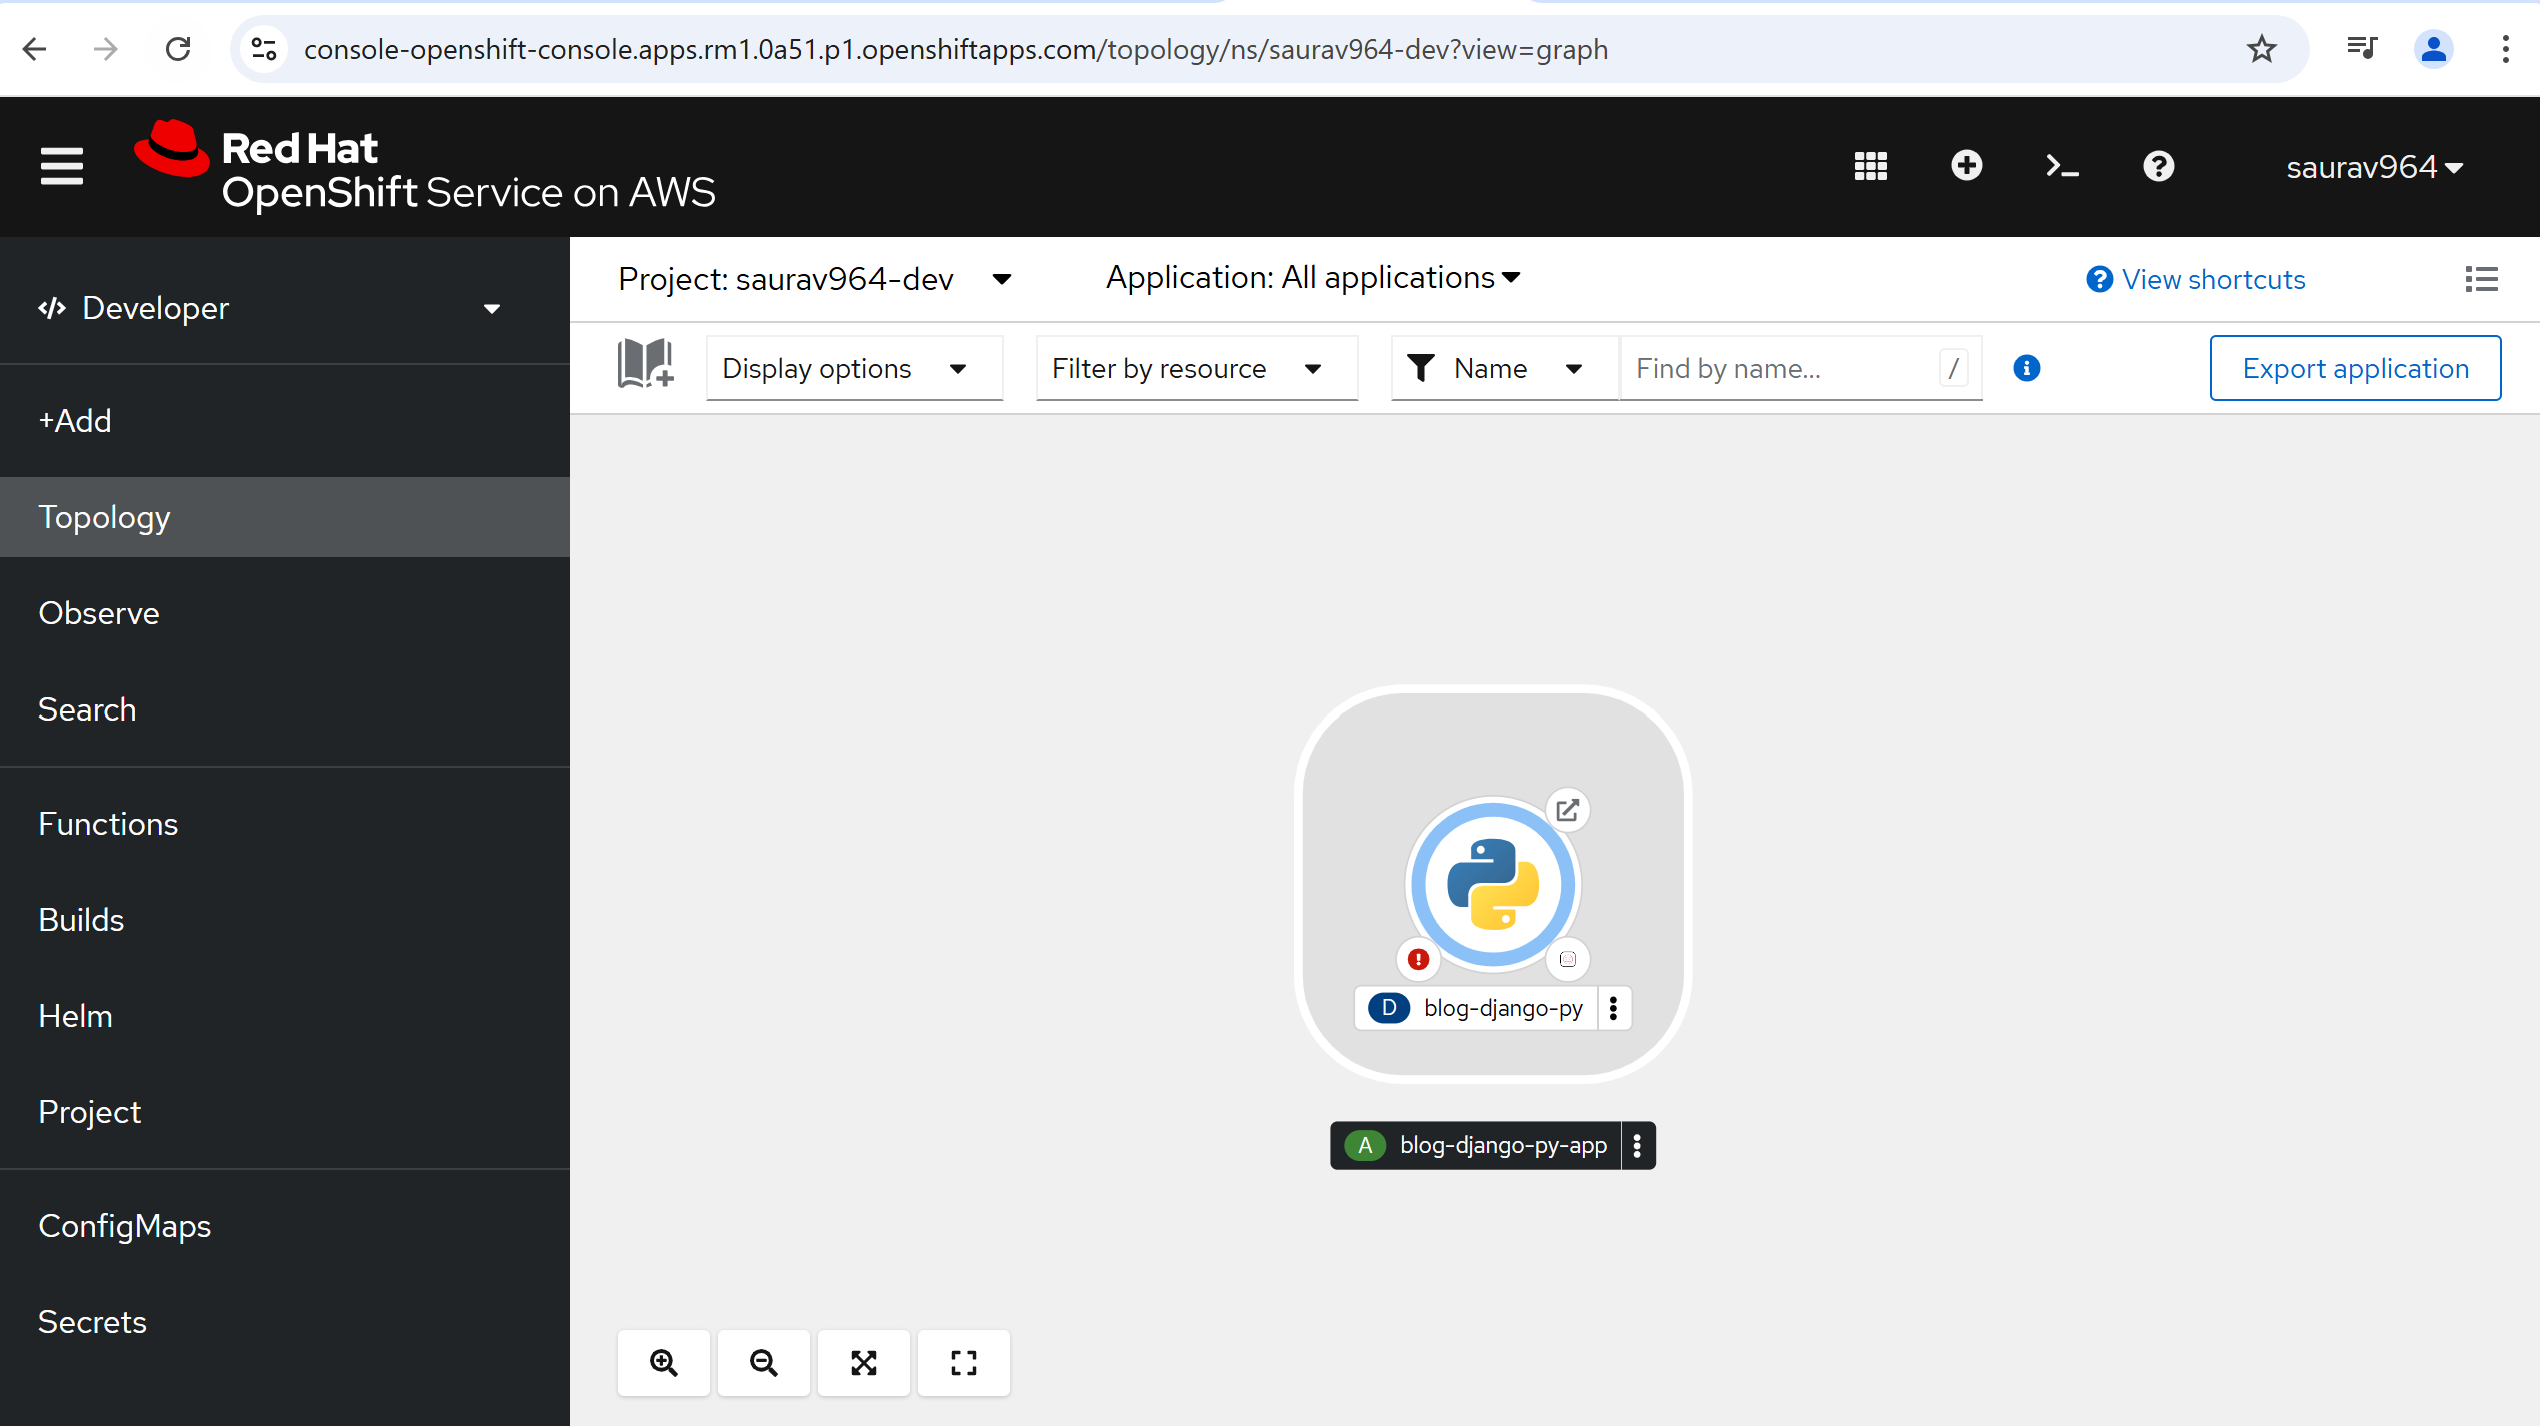 console-openshift-console.apps.rm1.0a51.p1.openshiftapps.com/topology/ns/saurav964-dev?view=graph
Red Hat
OpenShift Service on AWS
saurav964
Developer
+Add
Topology
Observe
Search
Functions
Builds
Helm
Project
ConfigMaps
Secrets
Project: saurav964-dev
Application: All applications
View shortcuts
Display options
Filter by resource
Name
Find by name...
/
Export application
D blog-django-py
A blog-django-py-app